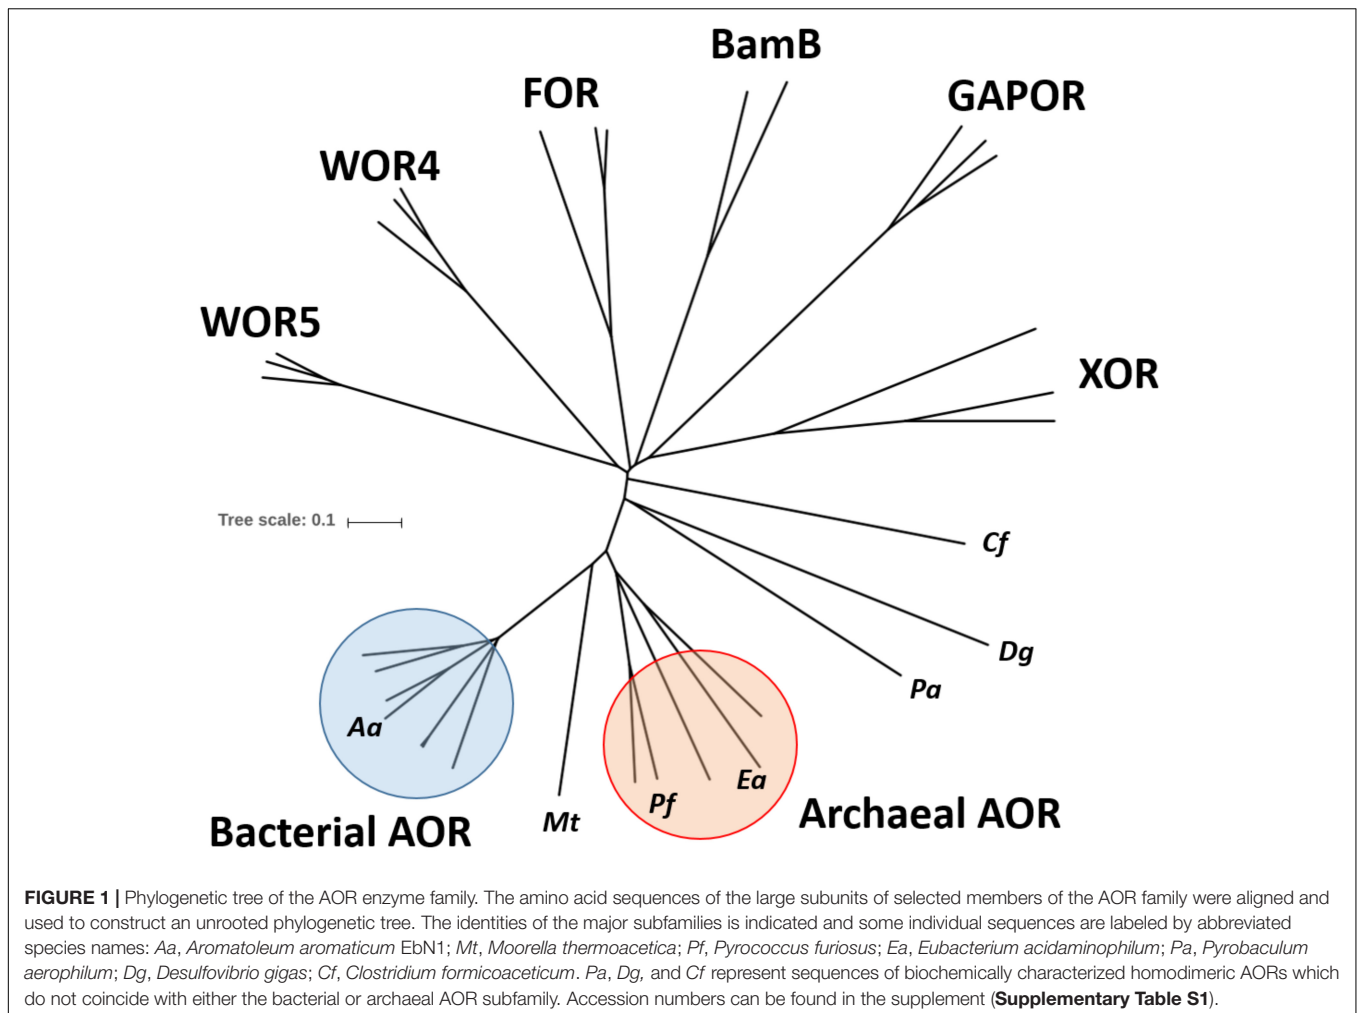 BamB
FOR
GAPOR
WOR4
WOR5
XOR
Tree scale: 0.1
Cf
Dg
Pa
Aa
Ea
Pf
Mt
Archaeal AOR
Bacterial AOR
FIGURE 1 | Phylogenetic tree of the AOR enzyme family. The amino acid sequences of the large subunits of selected members of the AOR family were aligned and
used to construct an unrooted phylogenetic tree. The identities of the major subfamilies is indicated and some individual sequences are labeled by abbreviated
species names: Aa, Aromatoleum aromaticum EbN1; Mt, Moorella thermoacetica; Pf, Pyrococcus furiosus; Ea, Eubacterium acidaminophilum; Pa, Pyrobaculum
aerophilum; Dg, Desulfovibrio gigas; Cf, Clostridium formicoaceticum. Pa, Dg, and Cf represent sequences of biochemically characterized homodimeric AORs which
do not coincide with either the bacterial or archaeal AOR subfamily. Accession numbers can be found in the supplement (Supplementary Table S1).